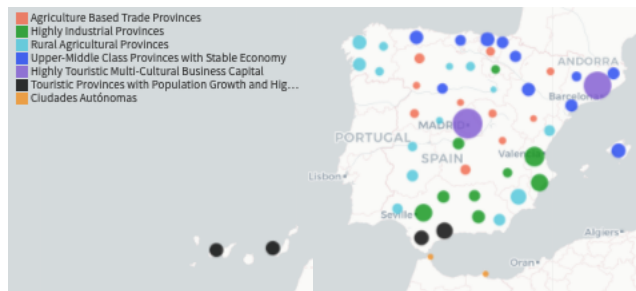 Agriculture Based Trade Provinces
Highly Industrial Provinces
Rural Agricultural Provinces
Upper-Middle Class Provinces with Stable Economy
Highly Touristic Multi-Cultural Business Capital
Touristic Provinces with Population Growth and Hig...
Ciudades Autónomas
ANDORRA
Barcelona
MADRID
PORTUGAL
SPAIN
Valencia
Lisbon
Seville
Algiers
Oran